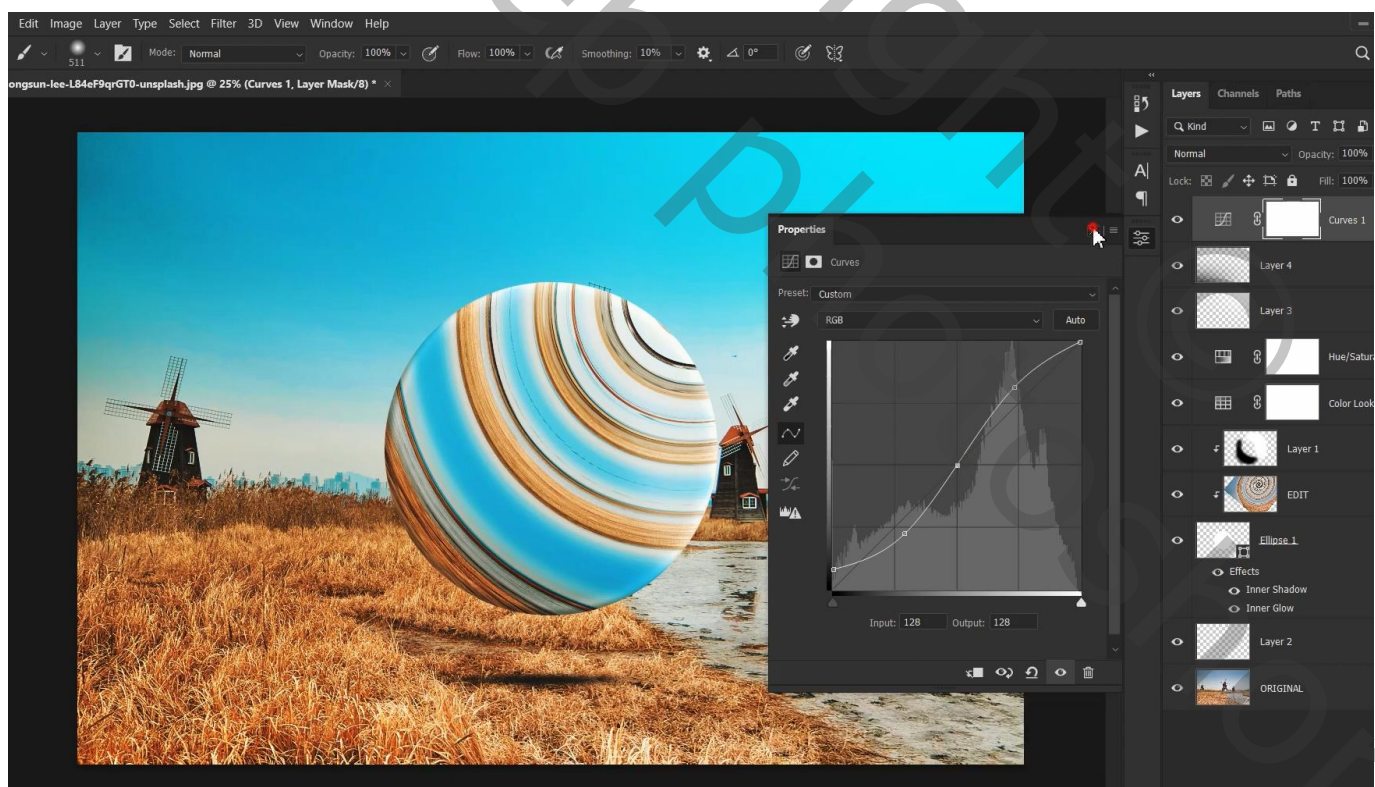 Edit Image Layer Type Select Filter 3D View Window Help
511 Mode: Normal Opacity: 100% Flow: 100% Smoothing: 10% 0°
ongsun-lee-L84eF9qrGT0-unsplash.jpg @ 25% (Curves 1, Layer Mask/8) *
Layers Channels Paths
Kind
Normal Opacity: 100%
Lock: Fill: 100%
Curves 1
Layer 4
Layer 3
Hue/Satura
Color Look
Layer 1
EDIT
Ellipse 1
Effects
Inner Shadow
Inner Glow
Layer 2
ORIGINAL
Properties
Curves
Preset: Custom
RGB Auto
Input: 128 Output: 128